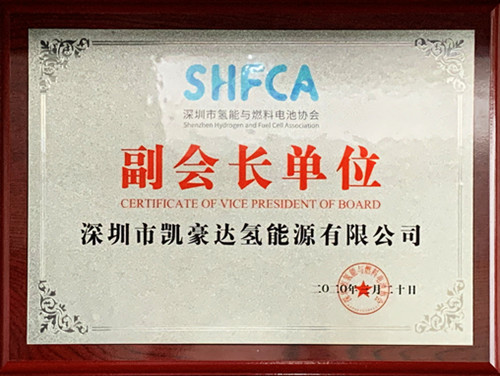 SHFCA
深圳市氢能与燃料电池协会
Shenzhen Hydrogen and Fuel Cell Association
副会长单位
CERTIFICATE OF VICE PRESIDENT OF BOARD
深圳市凯豪达氢能源有限公司
二〇二〇年 月二十日